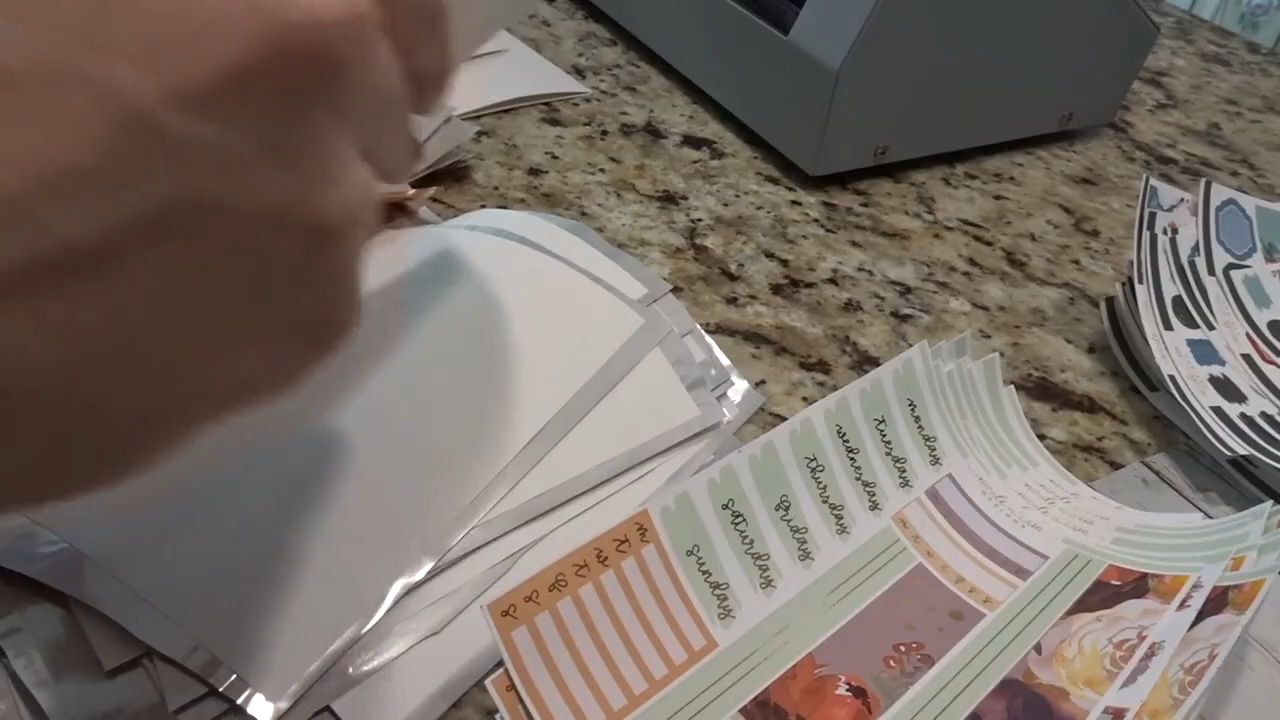 monday
tuesday
wednesday
thursday
friday
saturday
sunday
m
t
w
t
f
s
s